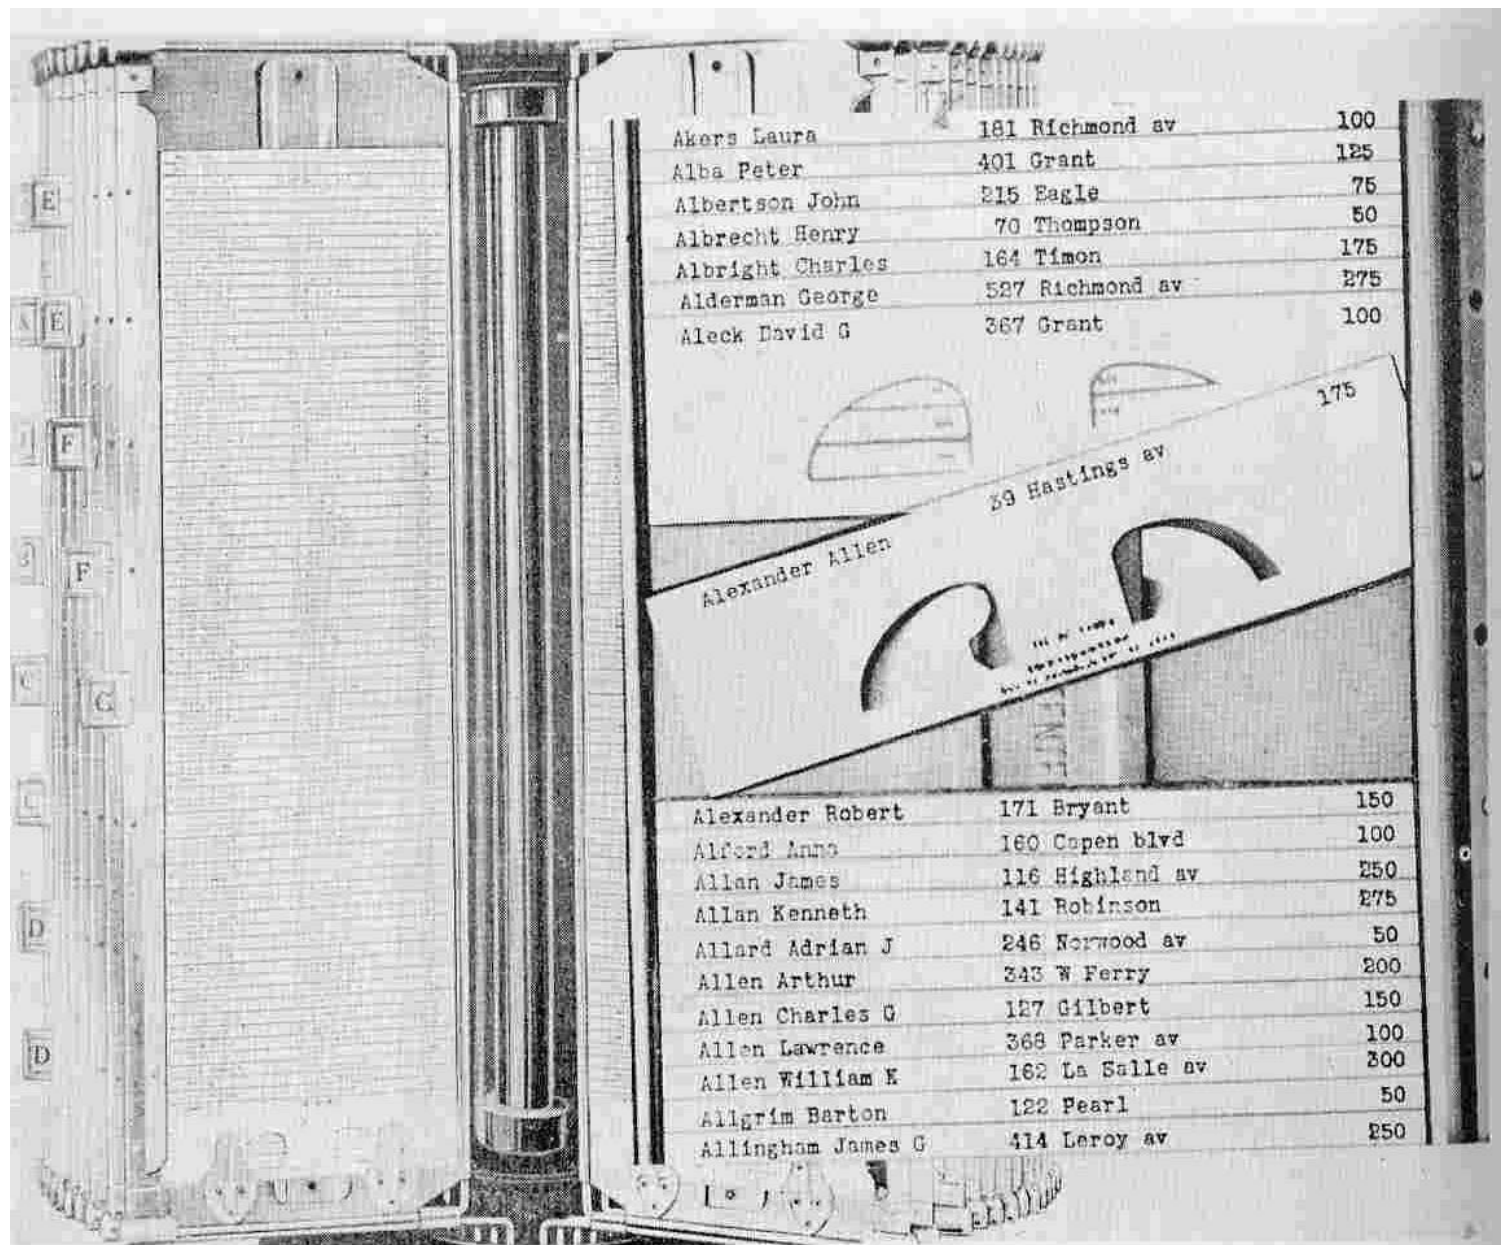 Akers Laura 181 Richmond av 100
Alba Peter 401 Grant 125
Albertson John 215 Eagle 75
Albrecht Henry 70 Thompson 50
Albright Charles 164 Timon 175
Alderman George 527 Richmond av 275
Aleck David G 367 Grant 100
Alexander Allen 39 Hastings av 175
Alexander Robert 171 Bryant 150
Alford Anna 160 Capen blvd 100
Allan James 116 Highland av 250
Allan Kenneth 141 Robinson 275
Allard Adrian J 246 Norwood av 50
Allen Arthur 343 W Ferry 200
Allen Charles G 127 Gilbert 150
Allen Lawrence 368 Parker av 100
Allen William K 162 La Salle av 300
Allgrim Barton 122 Pearl 50
Allingham James G 414 Leroy av 250
E
E
F
F
G
D
D